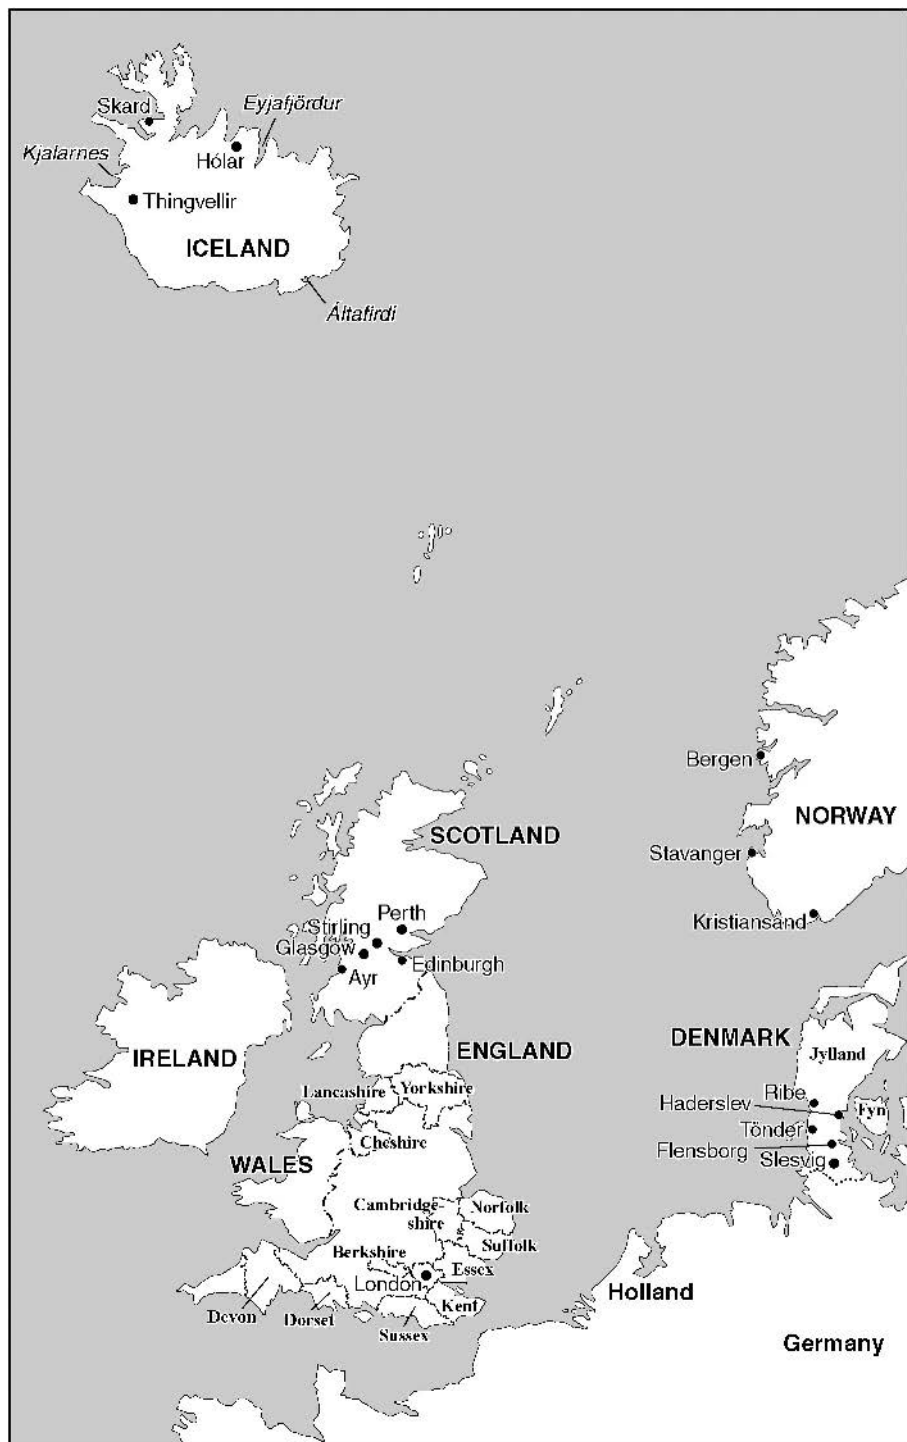 Skard
Eyjafjördur
Kjalarnes
Hólar
Thingvellir
ICELAND
Áltafirdi
Bergen
NORWAY
SCOTLAND
Stavanger
Perth
Stirling
Kristiansand
Glasgow
Edinburgh
Ayr
DENMARK
ENGLAND
IRELAND
Jylland
Lancashire
Yorkshire
Ribe
Haderslev
Fyn
Tönder
Cheshire
Flensborg
WALES
Slesvig
Cambridge-
shire
Norfolk
Suffolk
Berkshire
Essex
London
Holland
Kent
Devon
Dorset
Sussex
Germany